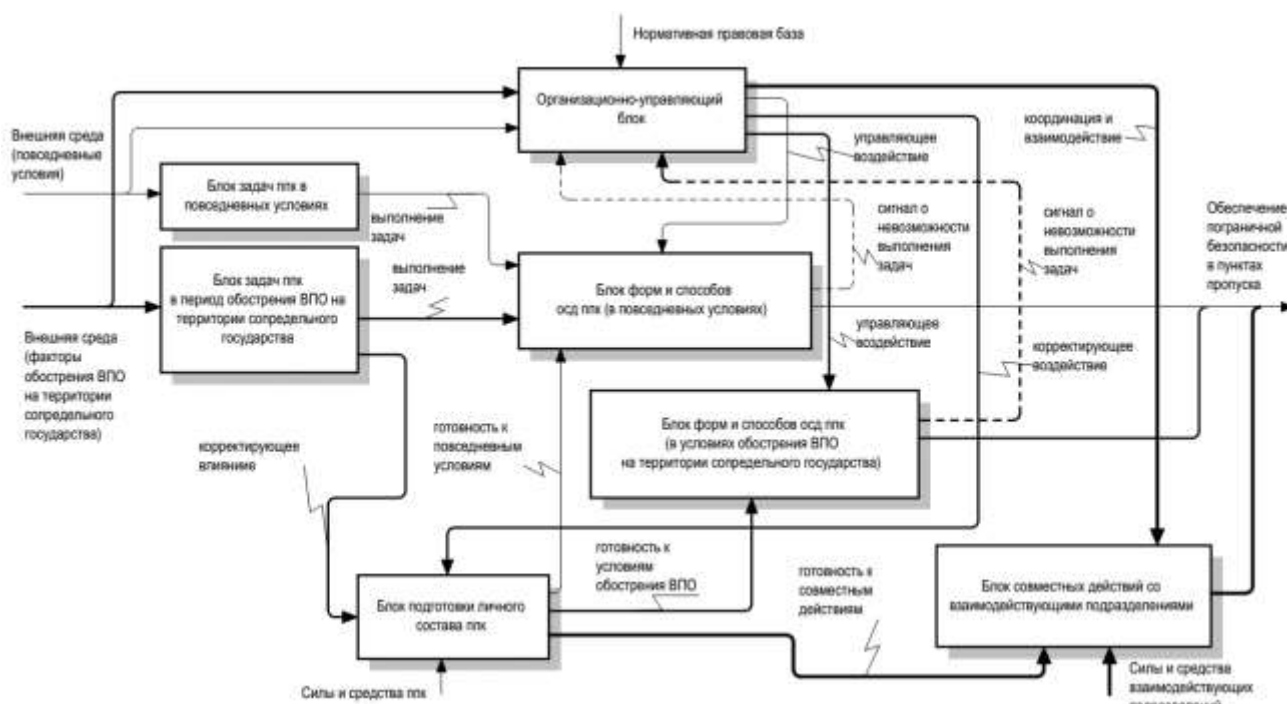 Нормативная правовая база
Организационно-управляющий
блок
Внешняя среда
(повседневные
условия)
Блок задач ппк в
повседневных условиях
выполнение
задач
Блок задач ппк
в период обострения ВПО на
территории сопредельного
государства
выполнение
задач
Внешняя среда
(факторы
обострения ВПО
на территории
сопредельного
государства)
управляющее
воздействие
координация и
взаимодействие
сигнал о
невозможности
выполнения
задач
сигнал о
невозможности
выполнения
задач
Обеспечение
пограничной
безопасности
в пунктах
пропуска
Блок форм и способов
осд ппк (в повседневных условиях)
управляющее
воздействие
корректирующее
воздействие
Блок форм и способов осд ппк
(в условиях обострения ВПО
на территории сопредельного государства)
корректирующее
влияние
готовность к
повседневным
условиям
готовность к
условиям
обострения ВПО
готовность к
совместным
действиям
Блок подготовки личного
состава ппк
Блок совместных действий со
взаимодействующими подразделениями
Силы и средства ппк
Силы и средства
взаимодействующих